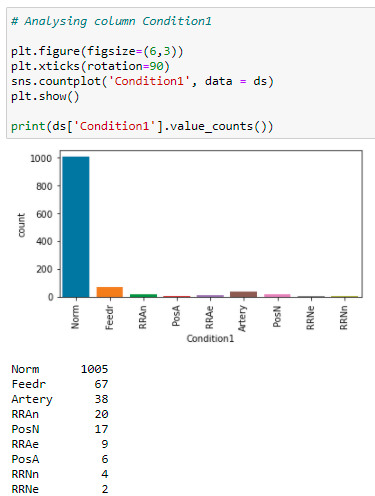 # Analysing column Condition1
plt.figure(figsize=(6,3))
plt.xticks(rotation=90)
sns.countplot('Condition1', data = ds)
plt.show()
print(ds['Condition1'].value_counts())
1000
800
600
400
200
0
count
Norm
Feedr
RRAn
PosA
RRAe
Artery
PosN
RRNe
RRNn
Condition1
Norm 1005
Feedr 67
Artery 38
RRAn 20
PosN 17
RRAe 9
PosA 6
RRNn 4
RRNe 2